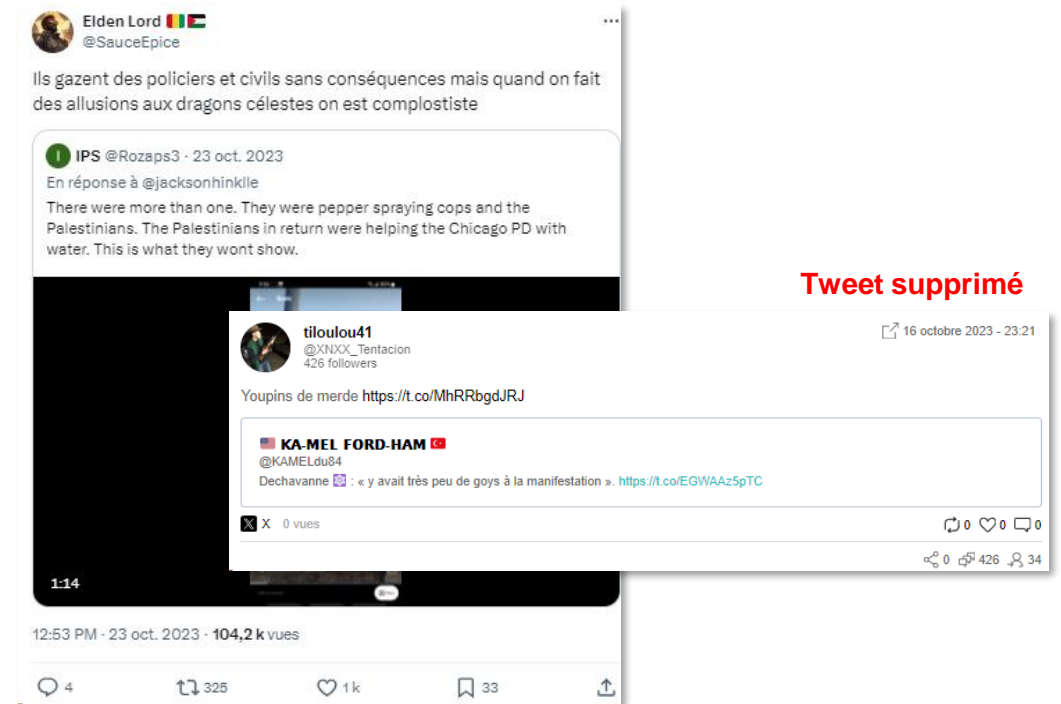 Elden Lord
@SauceEpice
Ils gazent des policiers et civils sans conséquences mais quand on fait
des allusions aux dragons célestes on est complostiste
I IPS @Rozaps3 · 23 oct. 2023
En réponse à @jacksonhinklle
There were more than one. They were pepper spraying cops and the
Palestinians. The Palestinians in return were helping the Chicago PD with
water. This is what they wont show.
Tweet supprimé
tiloulou41
16 octobre 2023 - 23:21
@XNXX_Tentacion
426 followers
Youpins de merde https://t.co/MhRRbgdJRJ
KA-MEL FORD-HAM
@KAMELdu84
Dechavanne 🔯 : « y avait très peu de goys à la manifestation ». https://t.co/EGWAAz5pTC
X X 0 vues
0 0 0
0 426 34
1:14
12:53 PM · 23 oct. 2023 · 104,2 k vues
4 325 1 k 33